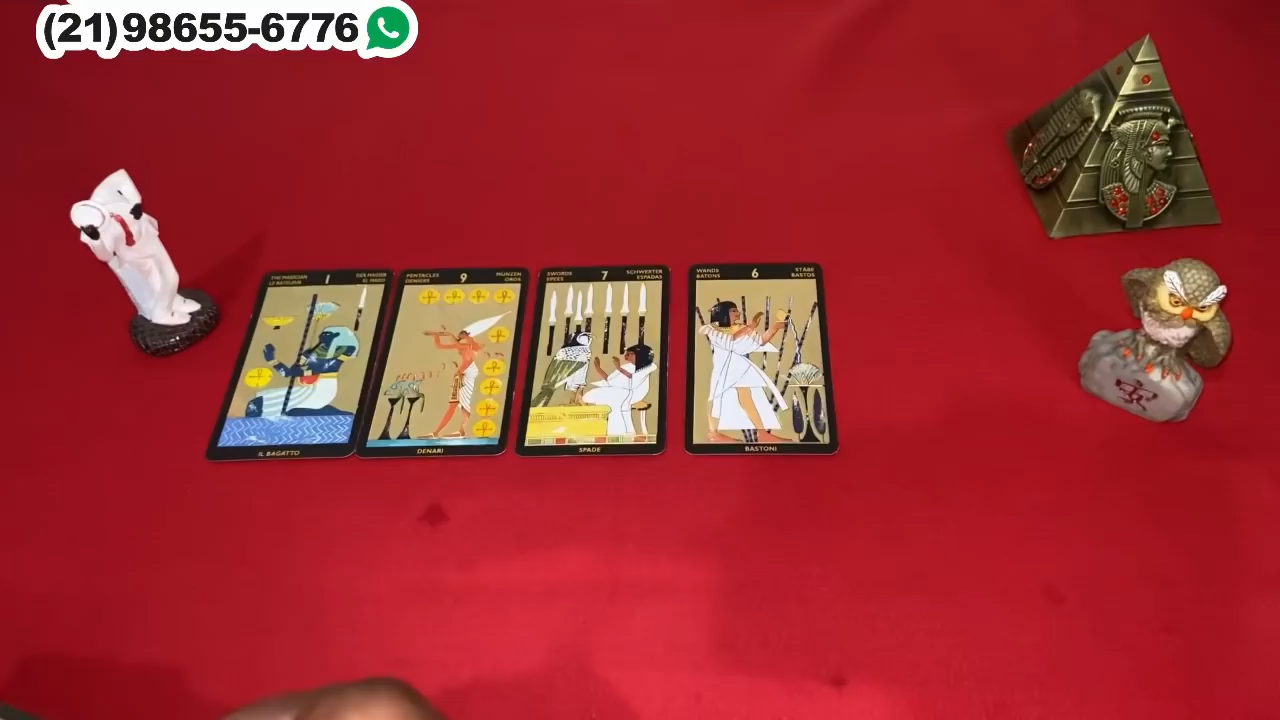 (21)98655-6776
THE MAGICIAN 1 DER MAGIER
LE BATELEUR EL MAGO
IL BAGATTO
PENTACLES 9 MÜNZEN
DENIERS OROS
DENARI
SWORDS 7 SCHWERTER
EPEES ESPADAS
SPADE
WANDS 6 STÄBE
BATONS BASTOS
BASTONI